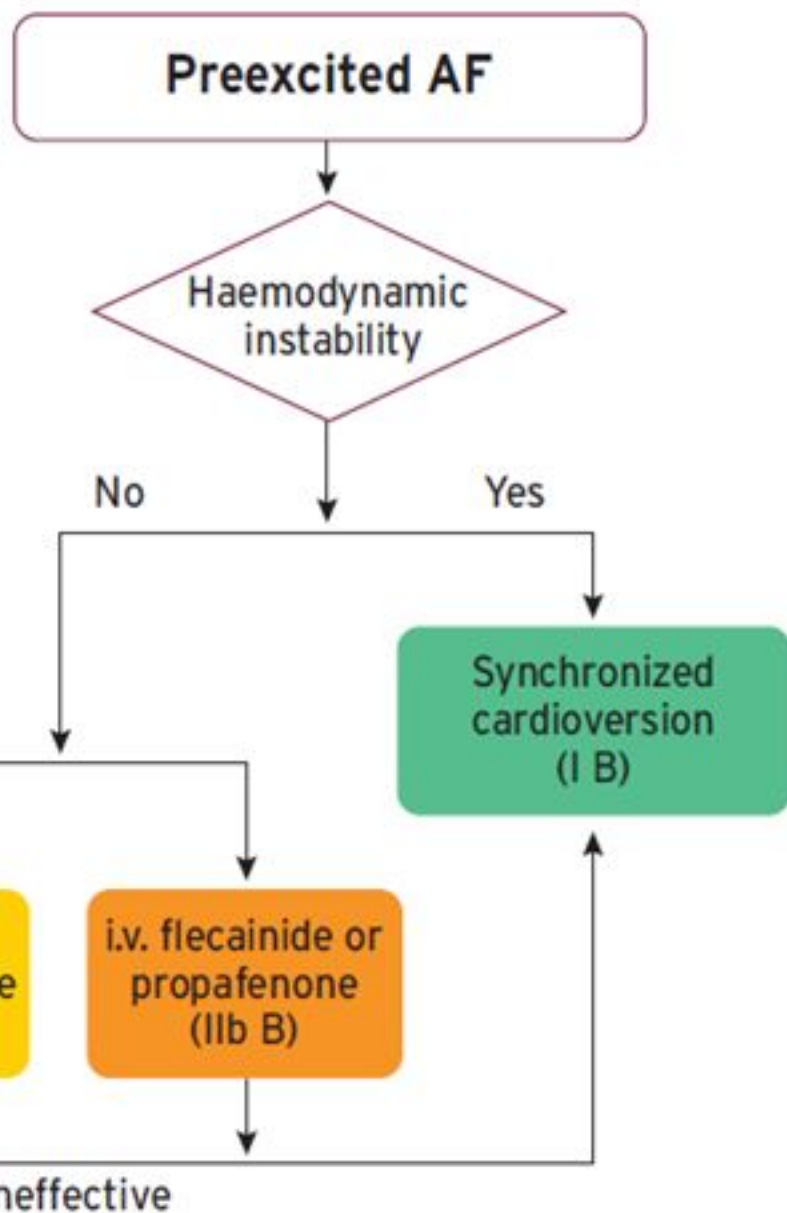 Preexcited AF
Haemodynamic
instability
No
Yes
Synchronized
cardioversion
(I B)
e
i.v. flecainide or
propafenone
(IIb B)
neffective